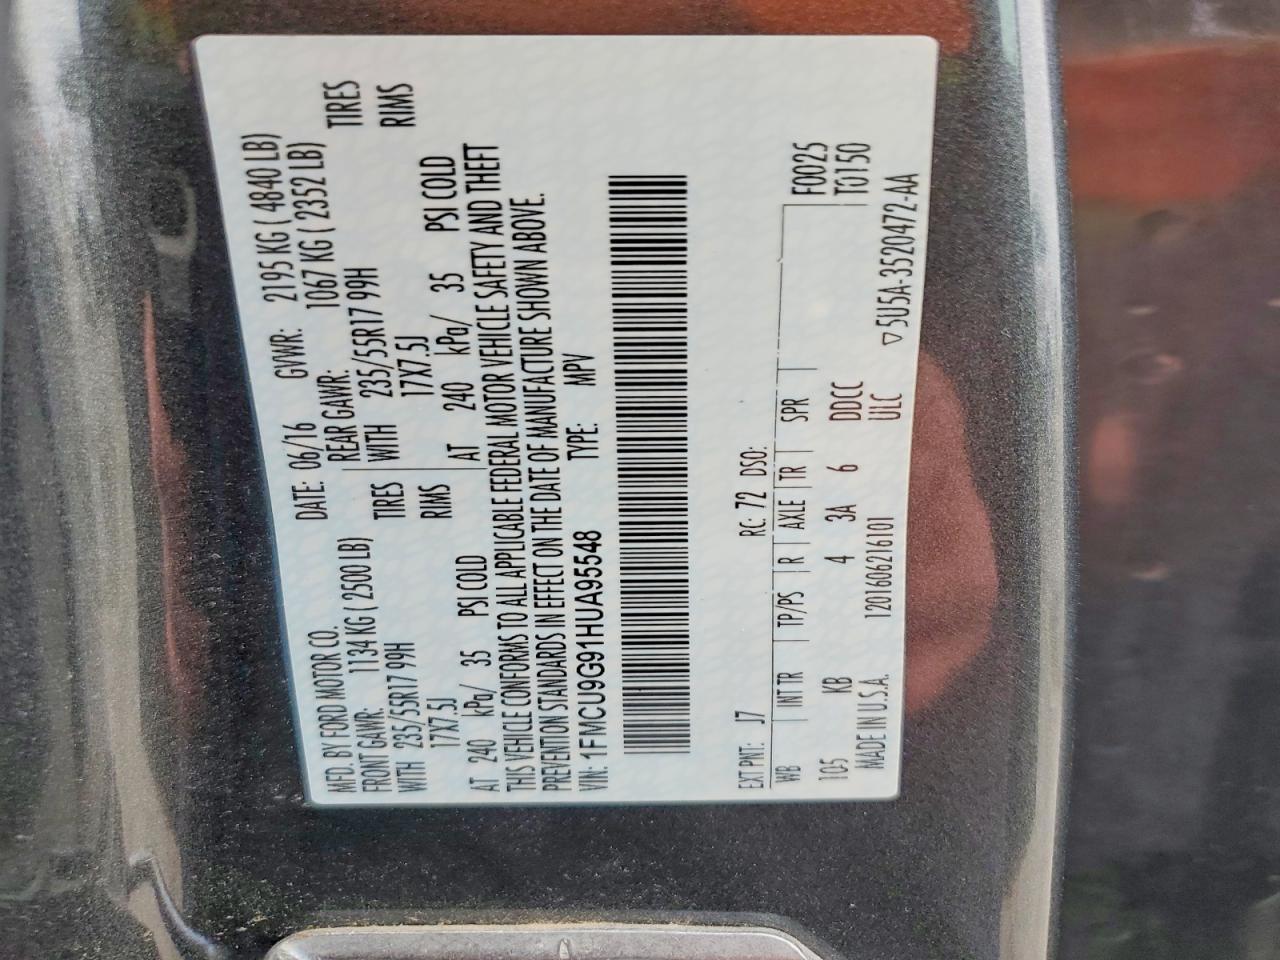 MFD. BY FORD MOTOR CO.
DATE: 06/16 GVWR: 2195 KG ( 4840 LB)
FRONT GAWR: 1134 KG ( 2500 LB) REAR GAWR: 1067 KG ( 2352 LB)
WITH 235/55R17 99H TIRES WITH 235/55R17 99H TIRES
17X7.5J RIMS 17X7.5J RIMS
AT 240 kPa/ 35 PSI COLD AT 240 kPa/ 35 PSI COLD
THIS VEHICLE CONFORMS TO ALL APPLICABLE FEDERAL MOTOR VEHICLE SAFETY AND THEFT
PREVENTION STANDARDS IN EFFECT ON THE DATE OF MANUFACTURE SHOWN ABOVE.
VIN: 1FMCU9G91HUA95548 TYPE: MPV
EXT PNT: J7 RC: 72 DSO: F0025
WB INT TR TP/PS R AXLE TR SPR T0150
105 KB 4 3A 6 DDCC
MADE IN U.S.A. 1201606216101 ULC ▽5U5A-3520472-AA